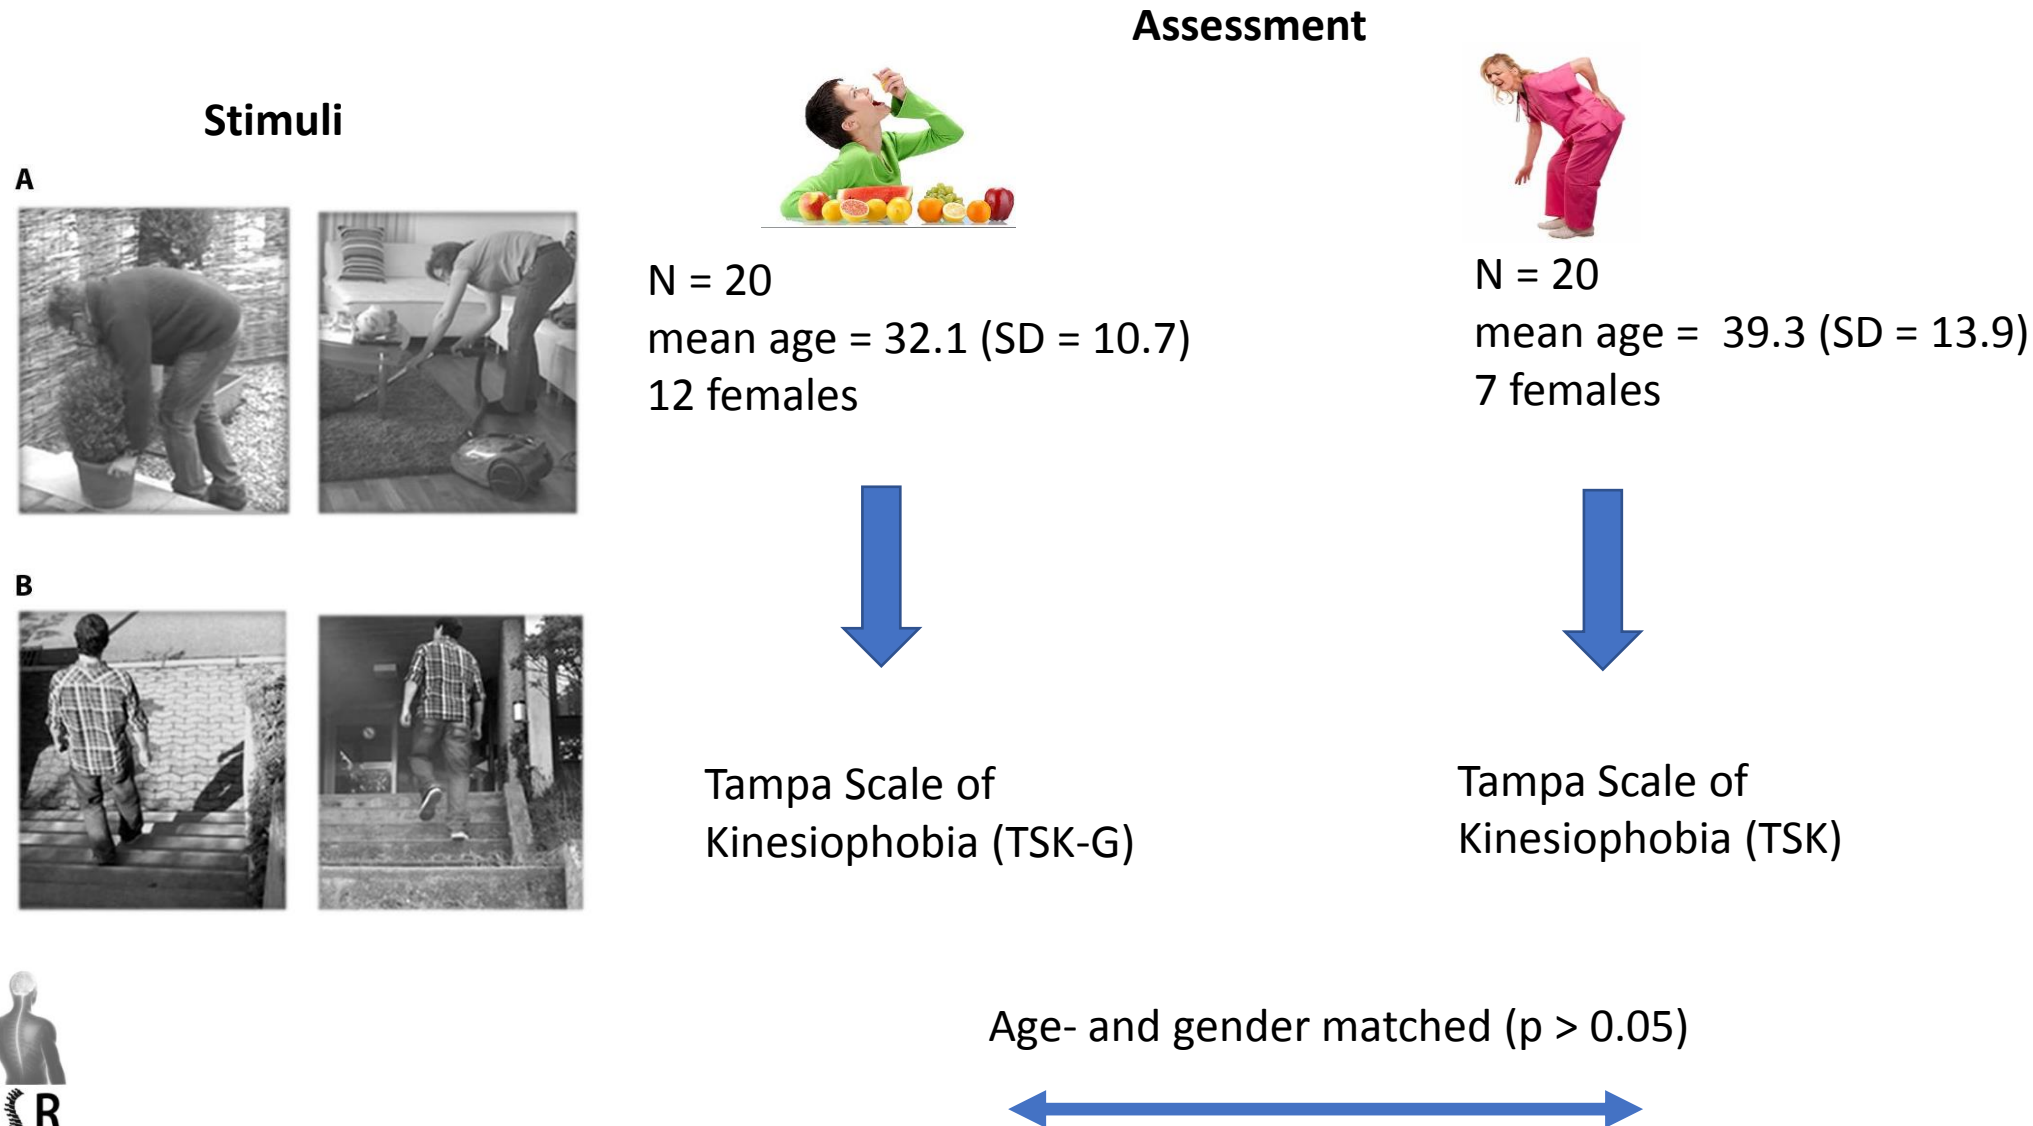 Assessment
Stimuli
A
B
N = 20
mean age = 32.1 (SD = 10.7)
12 females
Tampa Scale of
Kinesiophobia (TSK-G)
N = 20
mean age =  39.3 (SD = 13.9)
7 females
Tampa Scale of
Kinesiophobia (TSK)
Age- and gender matched (p > 0.05)
R